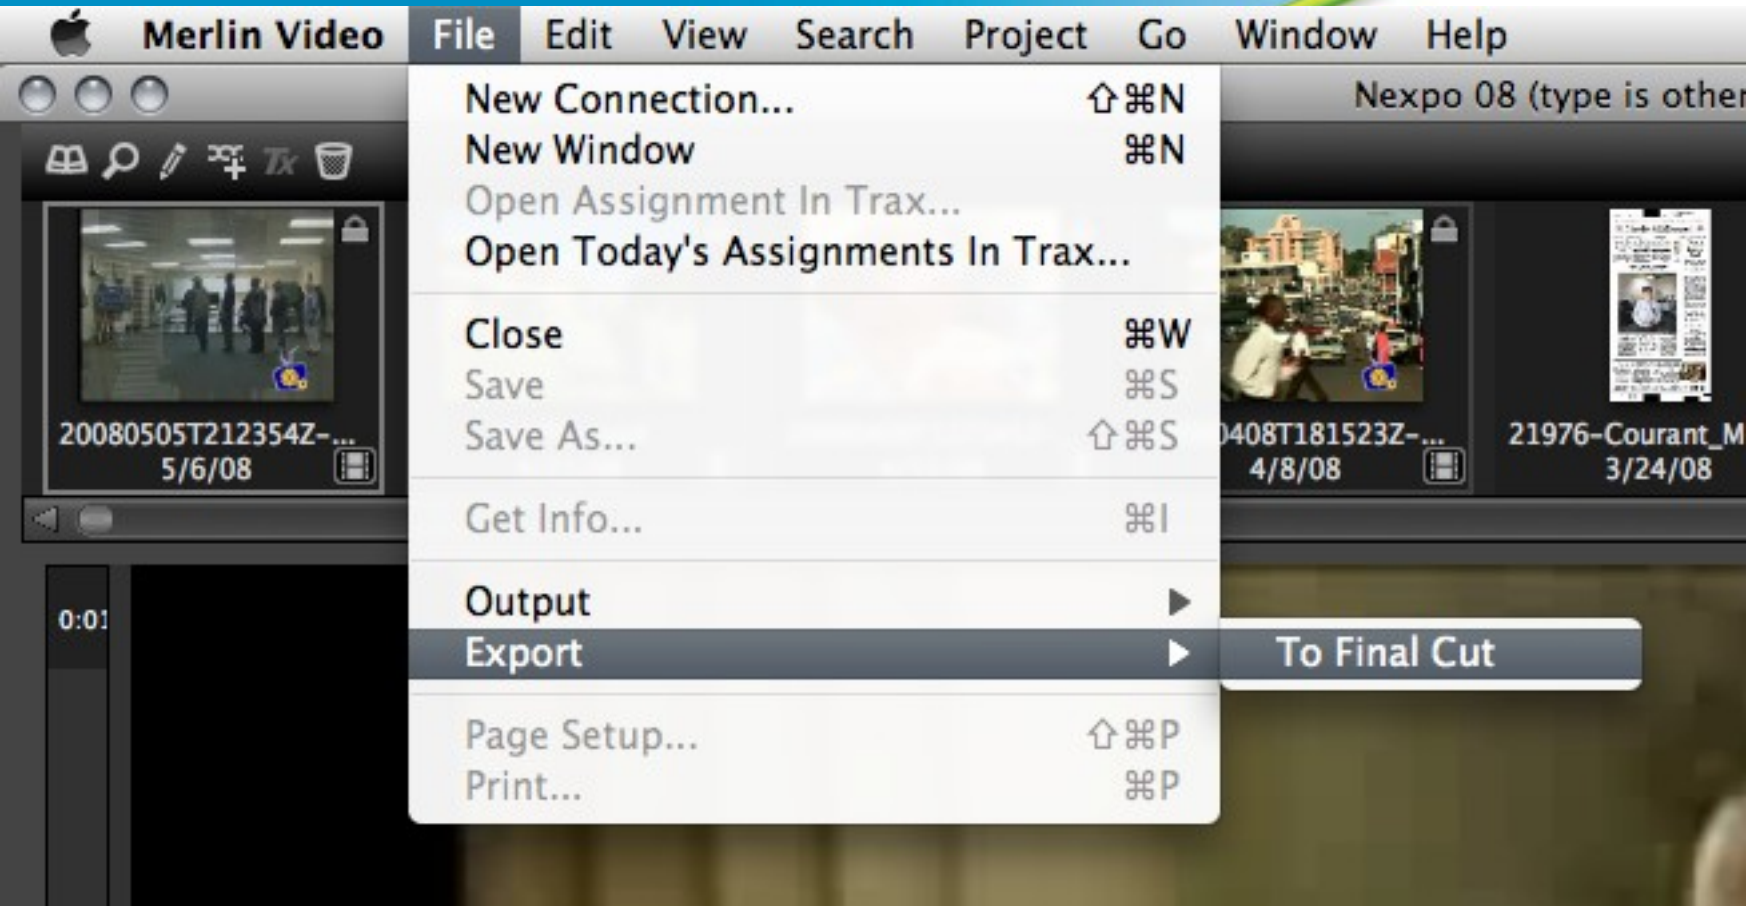 Merlin Video File Edit View Search Project Go Window Help
Nexpo 08 (type is other
New Connection... ⇧⌘N
New Window ⌘N
Open Assignment In Trax...
Open Today's Assignments In Trax...
Close ⌘W
Save ⌘S
Save As... ⇧⌘S
Get Info... ⌘I
Output ▶
Export ▶ To Final Cut
Page Setup... ⇧⌘P
Print... ⌘P
Tx
20080505T212354Z-...
5/6/08
0408T181523Z-...
4/8/08
21976-Courant_M
3/24/08
0:01